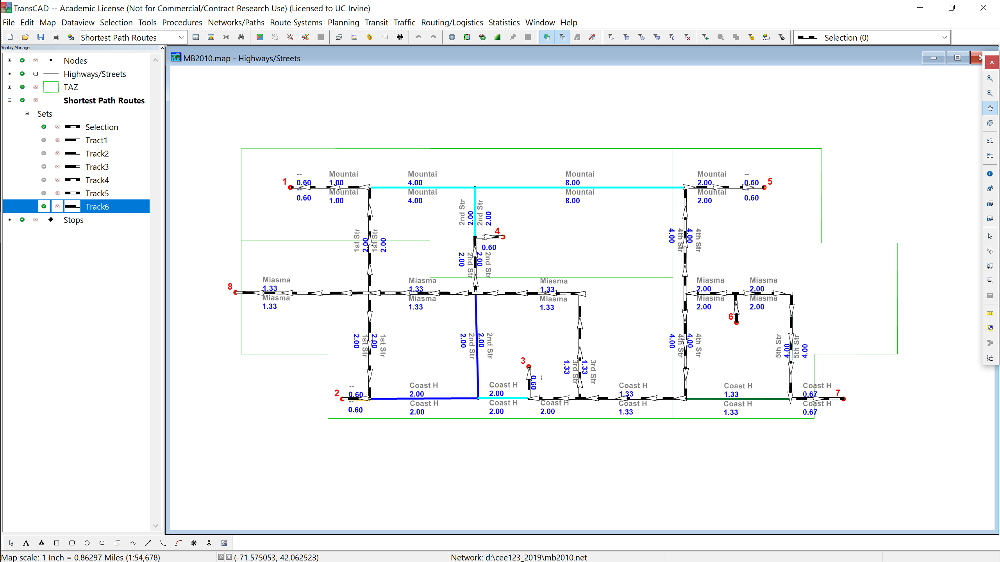 TransCAD -- Academic License (Not for Commercial/Contract Research Use) (Licensed to UC Irvine)
File Edit Map Dataview Selection Tools Procedures Networks/Paths Route Systems Planning Transit Traffic Routing/Logistics Statistics Window Help
Shortest Path Routes
Selection (0)
Display Manager
Nodes
Highways/Streets
TAZ
Shortest Path Routes
Sets
Selection
Tract1
Track2
Track3
Track4
Track5
Track6
Stops
MB2010.map - Highways/Streets
-- Mountai Mountai Mountai Mountai --
1 0.60 1.00 4.00 8.00 2.00 0.60 5
-- Mountai Mountai Mountai Mountai --
0.60 1.00 4.00 8.00 2.00 0.60
2nd Str 2.00 2nd Str 2.00
4
0.60
1st Str 2.00 1st Str 2.00
4.00 4th Str 4.00 4th Str
2.00 2nd Str 2.00 2nd Str
8
Miasma Miasma Miasma Miasma Miasma
1.33 1.33 1.33 2.00 2.00
Miasma Miasma Miasma Miasma Miasma
1.33 1.33 1.33 2.00 2.00
6
2.00 1st Str 2.00 1st Str
2.00 2nd Str 2.00 2nd Str
4.00 4th Str 4.00 4th Str
5th Str 4.00 5th Str 4.00
3
0.60 --
1.33 3rd Str 1.33 3rd Str
-- Coast H Coast H Coast H Coast H Coast H
2 0.60 2.00 2.00 1.33 1.33 0.67 7
-- Coast H Coast H Coast H Coast H Coast H Coast H
0.60 2.00 2.00 2.00 1.33 1.33 0.67
Map scale: 1 Inch = 0.86297 Miles (1:54,678)
(-71.575053, 42.062523)
Network: d:\cee123_2019\mb2010.net